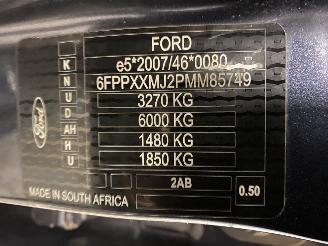 FORD
K e5*2007/46*0080
N 6FPPXXMJ2PMM85749
U 3270 KG
D 6000 KG
A H 1480 KG
H U 1850 KG
Ford
2AB 0.50
MADE IN SOUTH AFRICA